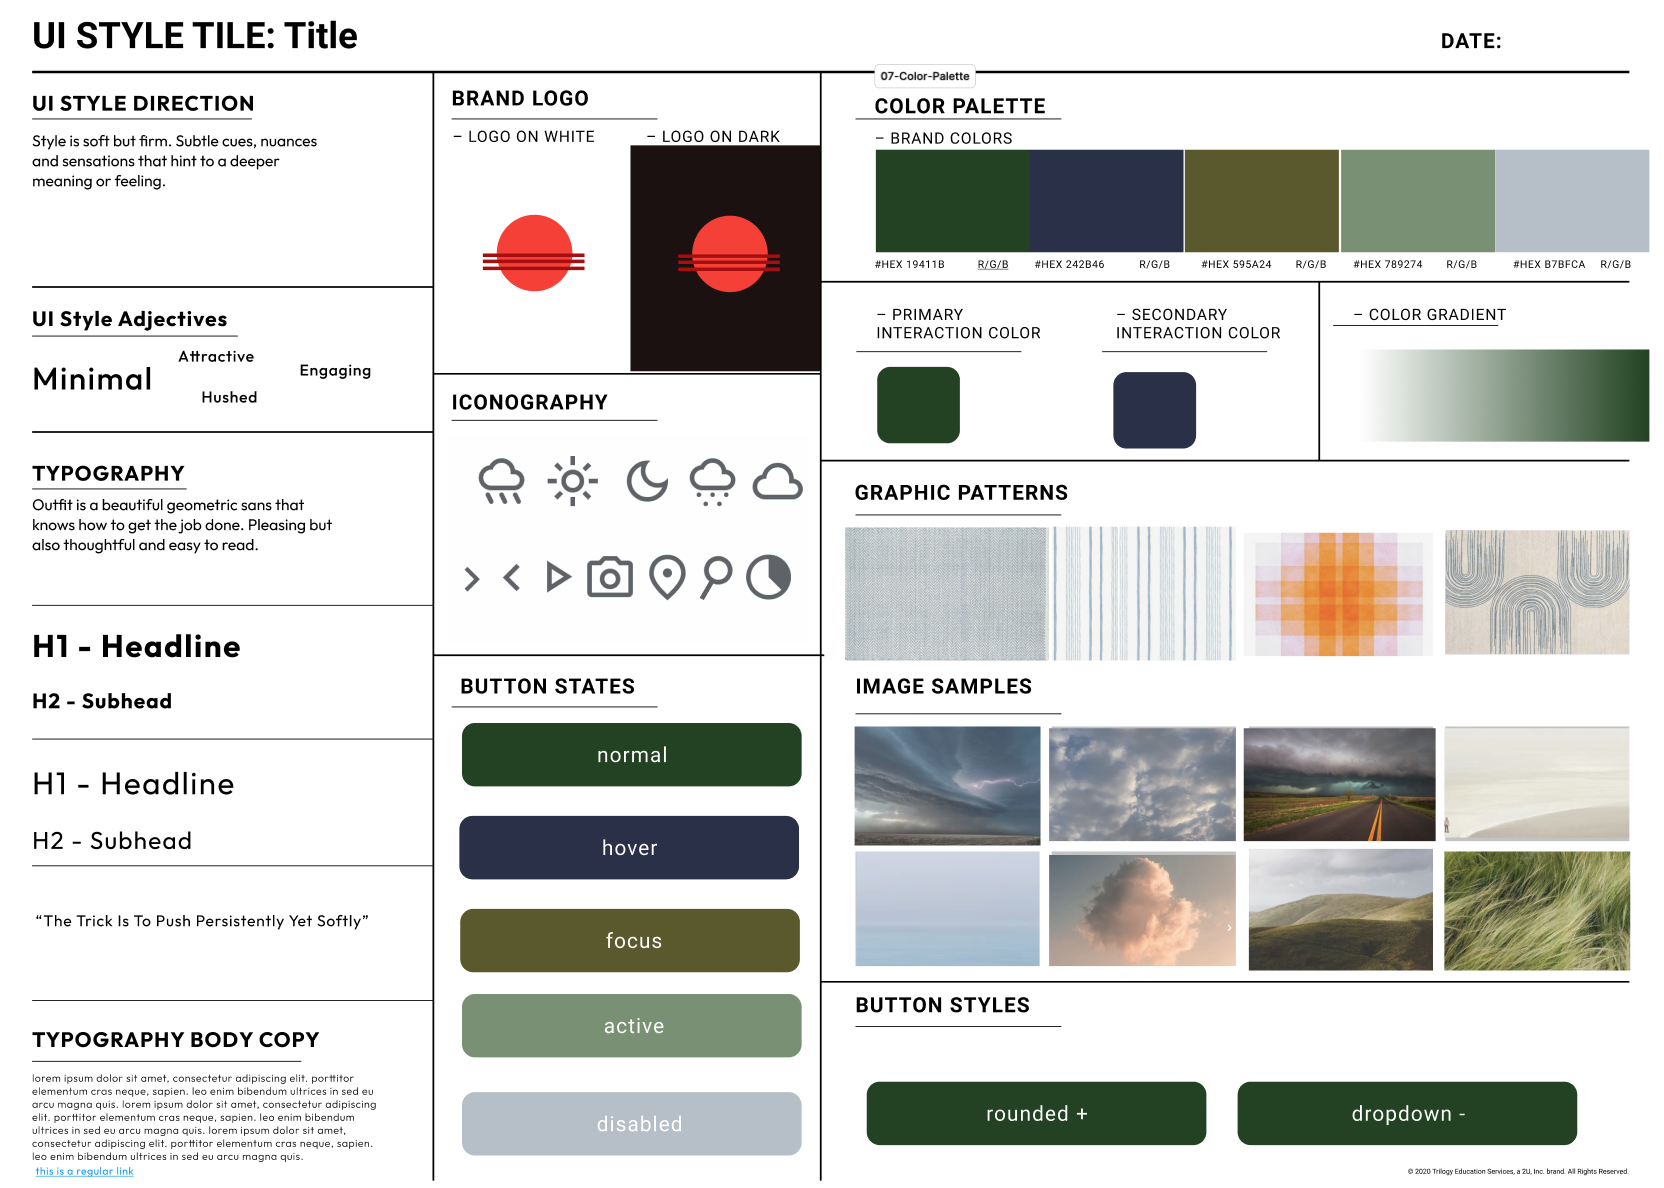 UI STYLE TILE: Title
DATE:
UI STYLE DIRECTION
Style is soft but firm. Subtle cues, nuances
and sensations that hint to a deeper
meaning or feeling.
UI Style Adjectives
Attractive
Minimal
Engaging
Hushed
TYPOGRAPHY
Outfit is a beautiful geometric sans that
knows how to get the job done. Pleasing but
also thoughtful and easy to read.
H1 - Headline
H2 - Subhead
H1 - Headline
H2 - Subhead
“The Trick Is To Push Persistently Yet Softly”
TYPOGRAPHY BODY COPY
lorem ipsum dolor sit amet, consectetur adipiscing elit. porttitor
elementum cras neque, sapien. leo enim bibendum ultrices in sed eu
arcu magna quis. lorem ipsum dolor sit amet, consectetur adipiscing
elit. porttitor elementum cras neque, sapien. leo enim bibendum
ultrices in sed eu arcu magna quis. lorem ipsum dolor sit amet,
consectetur adipiscing elit. porttitor elementum cras neque, sapien.
leo enim bibendum ultrices in sed eu arcu magna quis.
this is a regular link
BRAND LOGO
– LOGO ON WHITE
– LOGO ON DARK
ICONOGRAPHY
BUTTON STATES
normal
hover
focus
active
disabled
07-Color-Palette
COLOR PALETTE
– BRAND COLORS
#HEX 19411B R/G/B #HEX 242B46 R/G/B #HEX 595A24 R/G/B #HEX 789274 R/G/B #HEX B7BFCA R/G/B
– PRIMARY
INTERACTION COLOR
– SECONDARY
INTERACTION COLOR
– COLOR GRADIENT
GRAPHIC PATTERNS
IMAGE SAMPLES
BUTTON STYLES
rounded +
dropdown -
© 2020 Trilogy Education Services, a 2U, Inc. brand. All Rights Reserved.